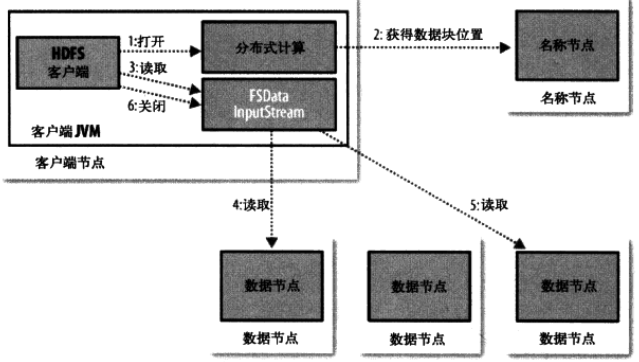 HDFS
客户端
1:打开
3:读取
6:关闭
分布式计算
FSData
InputStream
客户端 JVM
客户端节点
2: 获得数据块位置
名称节点
名称节点
4:读取
5:读取
数据节点
数据节点
数据节点
数据节点
数据节点
数据节点